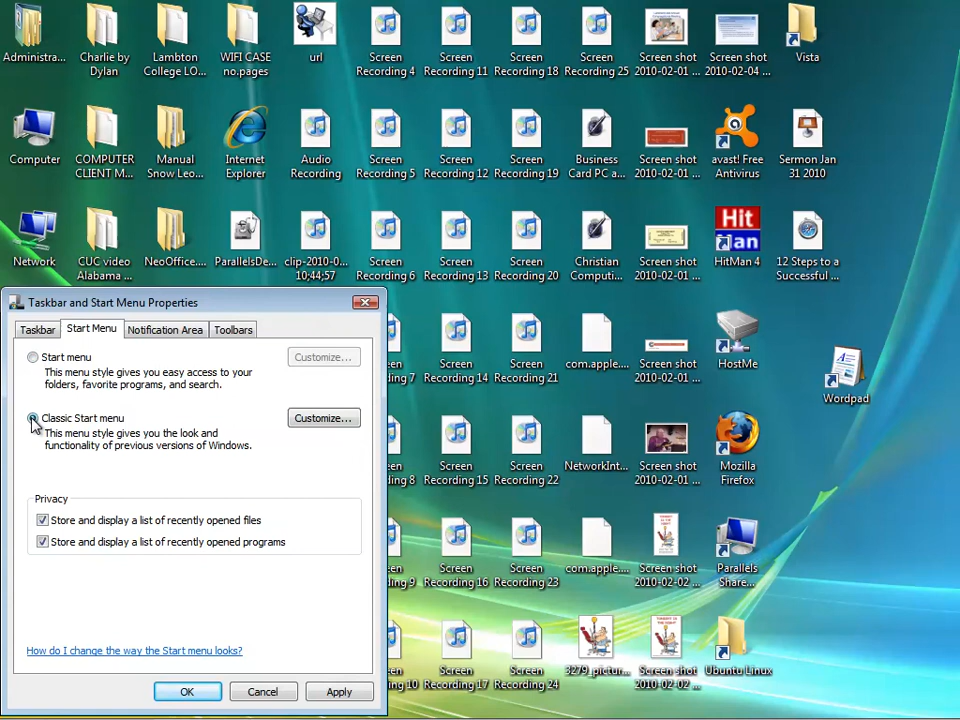 Administra...
Charlie by
Dylan
Lambton
College LO...
WIFI CASE
no.pages
url
Screen
Recording 4
Screen
Recording 11
Screen
Recording 18
Screen
Recording 25
Screen shot
2010-02-01 ...
Screen shot
2010-02-04 ...
Vista
Computer
COMPUTER
CLIENT M...
Manual
Snow Leo...
Internet
Explorer
Audio
Recording
Screen
Recording 5
Screen
Recording 12
Screen
Recording 19
Business
Card PC a...
Screen shot
2010-02-01 ...
avast! Free
Antivirus
Sermon Jan
31 2010
Network
CUC video
Alabama ...
NeoOffice....
ParallelsDe...
clip-2010-0...
10;44;57
Screen
Recording 6
Screen
Recording 13
Screen
Recording 20
Christian
Computi...
Screen shot
2010-02-01 ...
Hit
Man
HitMan 4
12 Steps to a
Successful ...
Taskbar and Start Menu Properties
Taskbar
Start Menu
Notification Area
Toolbars
Start menu
Customize...
This menu style gives you easy access to your
folders, favorite programs, and search.
Classic Start menu
Customize...
This menu style gives you the look and
functionality of previous versions of Windows.
Privacy
Store and display a list of recently opened files
Store and display a list of recently opened programs
How do I change the way the Start menu looks?
OK
Cancel
Apply
7
Screen
Recording 14
Screen
Recording 21
com.apple....
Screen shot
2010-02-01 ...
HostMe
Wordpad
8
Screen
Recording 15
Screen
Recording 22
NetworkInt...
Screen shot
2010-02-01 ...
Mozilla
Firefox
9
Screen
Recording 16
Screen
Recording 23
com.apple....
Screen shot
2010-02-02 ...
Parallels
Share...
10
Screen
Recording 17
Screen
Recording 24
3279_pictur...
Screen shot
2010-02-02 ...
Ubuntu Linux